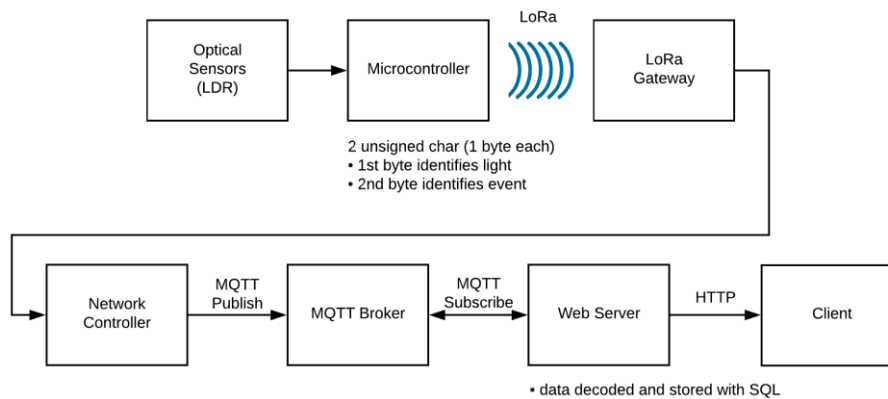 LoRa
Optical
Sensors
(LDR)
Microcontroller
LoRa
Gateway
2 unsigned char (1 byte each)
• 1st byte identifies light
• 2nd byte identifies event
Network
Controller
MQTT
Publish
MQTT Broker
MQTT
Subscribe
Web Server
HTTP
Client
• data decoded and stored with SQL